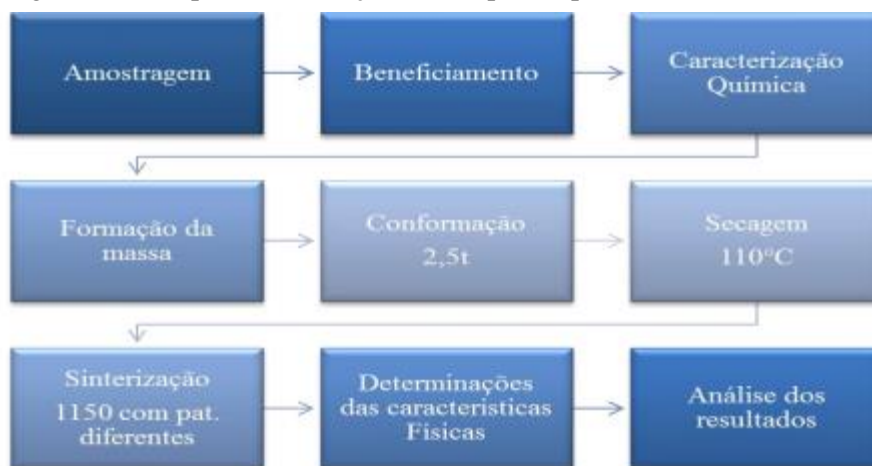 Amostragem
Beneficiamento
Caracterização
Química
Formação da
massa
Conformação
2,5t
Secagem
110°C
Sinterização
1150 com pat.
diferentes
Determinações
das características
Físicas
Análise dos
resultados